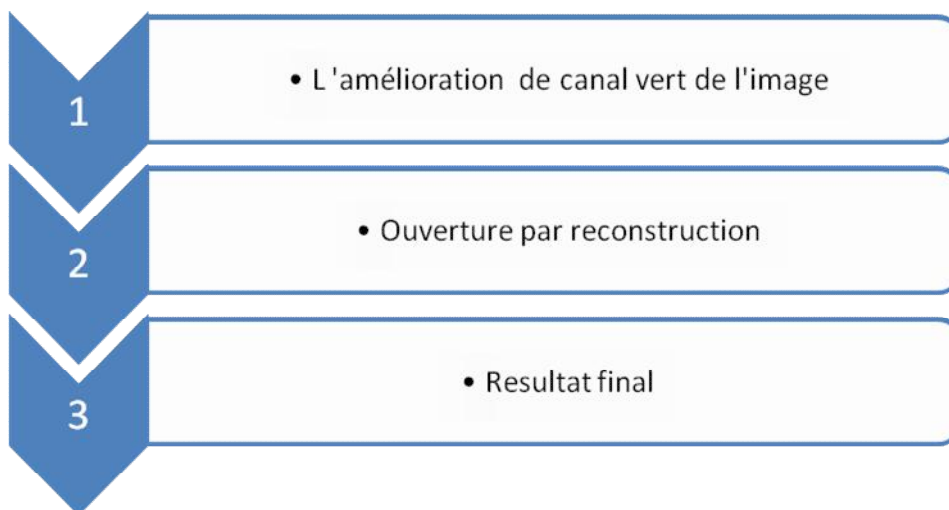 1
• L 'amélioration de canal vert de l'image
2
• Ouverture par reconstruction
3
• Resultat final